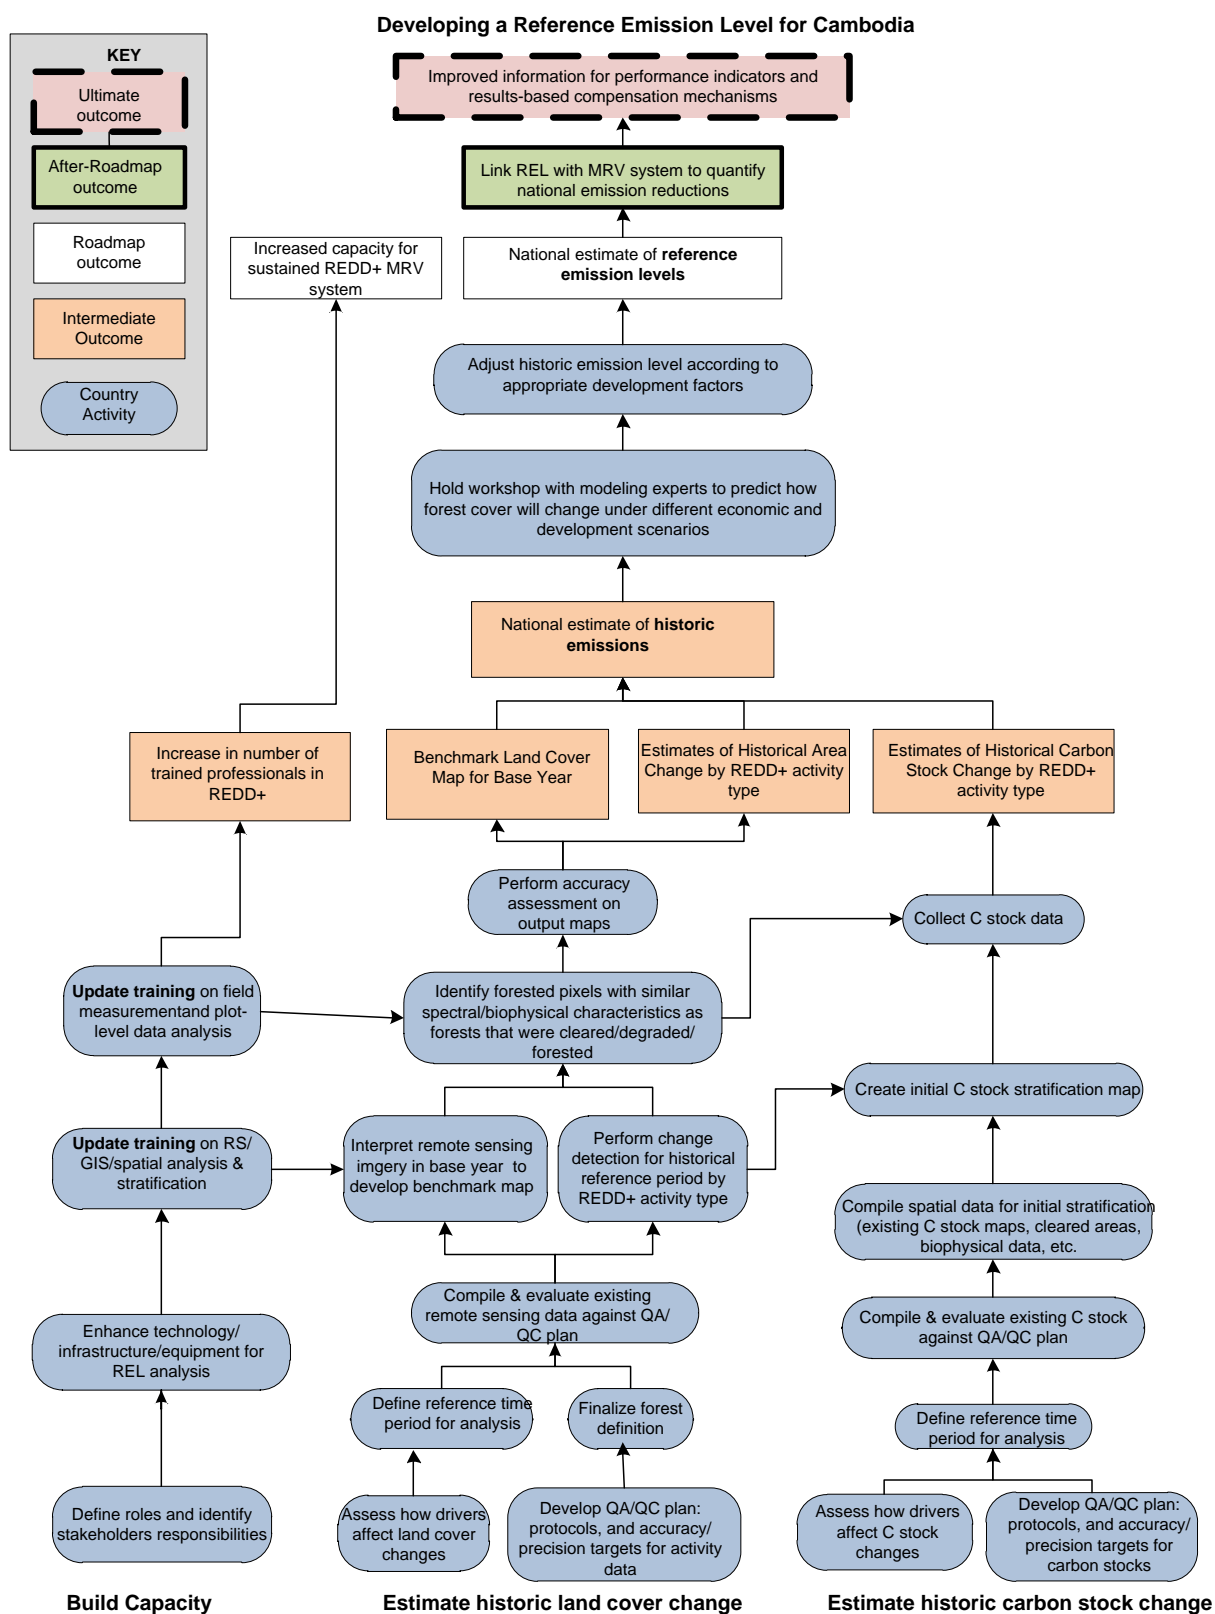 Developing a Reference Emission Level for Cambodia
KEY
Ultimate
outcome
After-Roadmap
outcome
Roadmap
outcome
Intermediate
Outcome
Country
Activity
Improved information for performance indicators and
results-based compensation mechanisms
Link REL with MRV system to quantify
national emission reductions
Increased capacity for
sustained REDD+ MRV
system
National estimate of reference
emission levels
Adjust historic emission level according to
appropriate development factors
Hold workshop with modeling experts to predict how
forest cover will change under different economic and
development scenarios
National estimate of historic
emissions
Increase in number of
trained professionals in
REDD+
Benchmark Land Cover
Map for Base Year
Estimates of Historical Area
Change by REDD+ activity
type
Estimates of Historical Carbon
Stock Change by REDD+
activity type
Perform accuracy
assessment on
output maps
Collect C stock data
Update training on field
measurementand plot-
level data analysis
Identify forested pixels with similar
spectral/biophysical characteristics as
forests that were cleared/degraded/
forested
Create initial C stock stratification map
Update training on RS/
GIS/spatial analysis &
stratification
Interpret remote sensing
imgery in base year to
develop benchmark map
Perform change
detection for historical
reference period by
REDD+ activity type
Compile spatial data for initial stratification
(existing C stock maps, cleared areas,
biophysical data, etc.
Compile & evaluate existing
remote sensing data against QA/
QC plan
Enhance technology/
infrastructure/equipment for
REL analysis
Compile & evaluate existing C stock
against QA/QC plan
Define reference time
period for analysis
Finalize forest
definition
Define reference time
period for analysis
Define roles and identify
stakeholders responsibilities
Assess how drivers
affect land cover
changes
Develop QA/QC plan:
protocols, and accuracy/
precision targets for activity
data
Assess how drivers
affect C stock
changes
Develop QA/QC plan:
protocols, and accuracy/
precision targets for
carbon stocks
Build Capacity
Estimate historic land cover change
Estimate historic carbon stock change